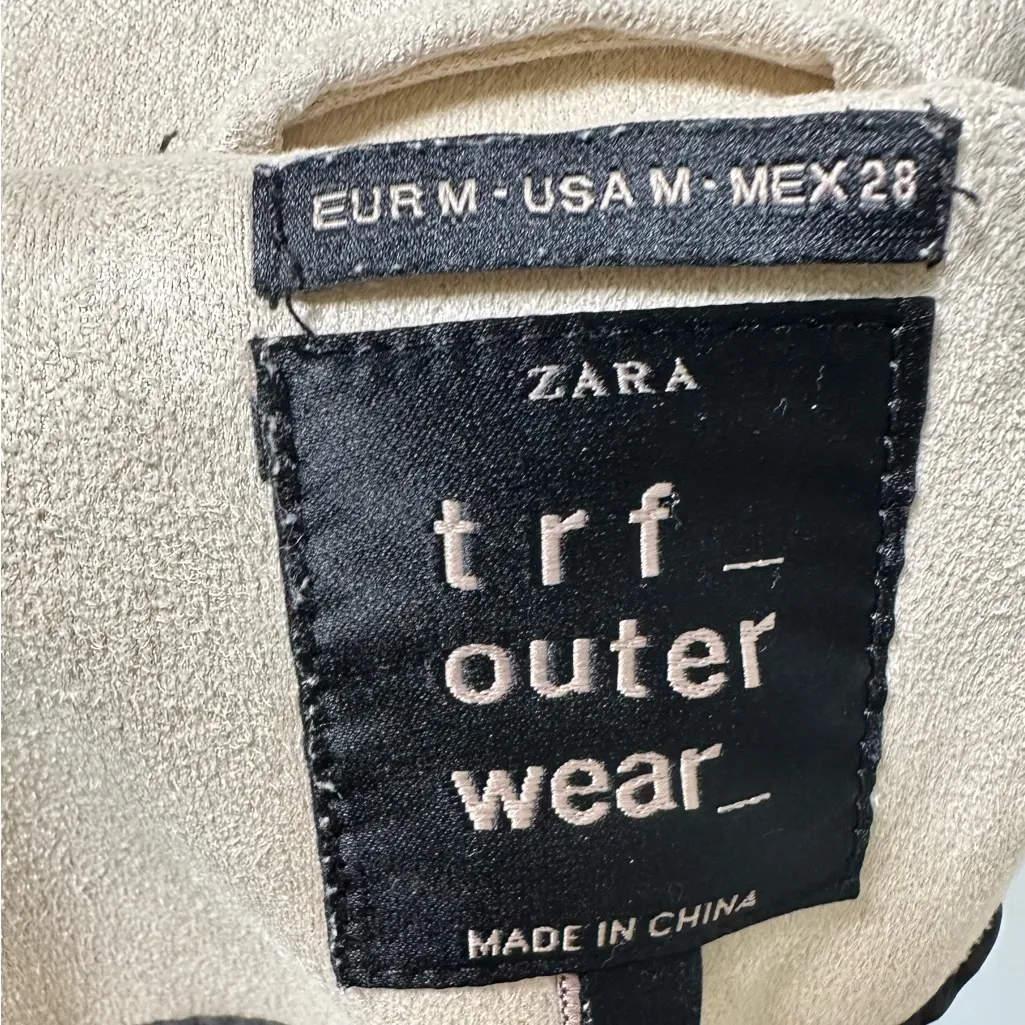 EUR M - USA M - MEX 28
ZARA
trf_
outer
wear_
MADE IN CHINA